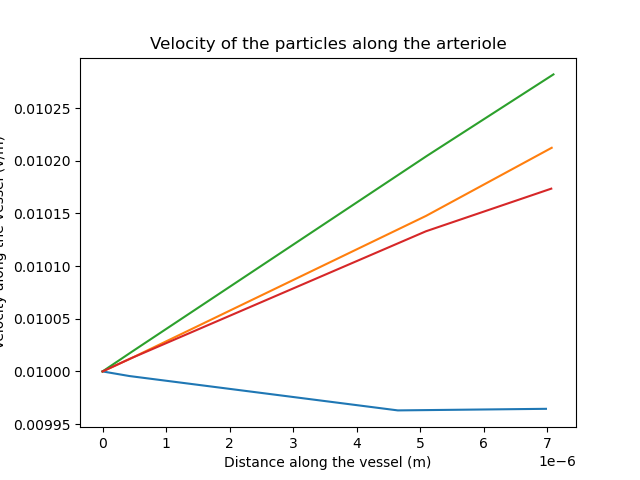 Velocity of the particles along the arteriole
0.01025
0.01020
0.01015
0.01010
0.01005
0.01000
0.00995
Velocity along the vessel (v/m)
0 1 2 3 4 5 6 7
1e−6
Distance along the vessel (m)